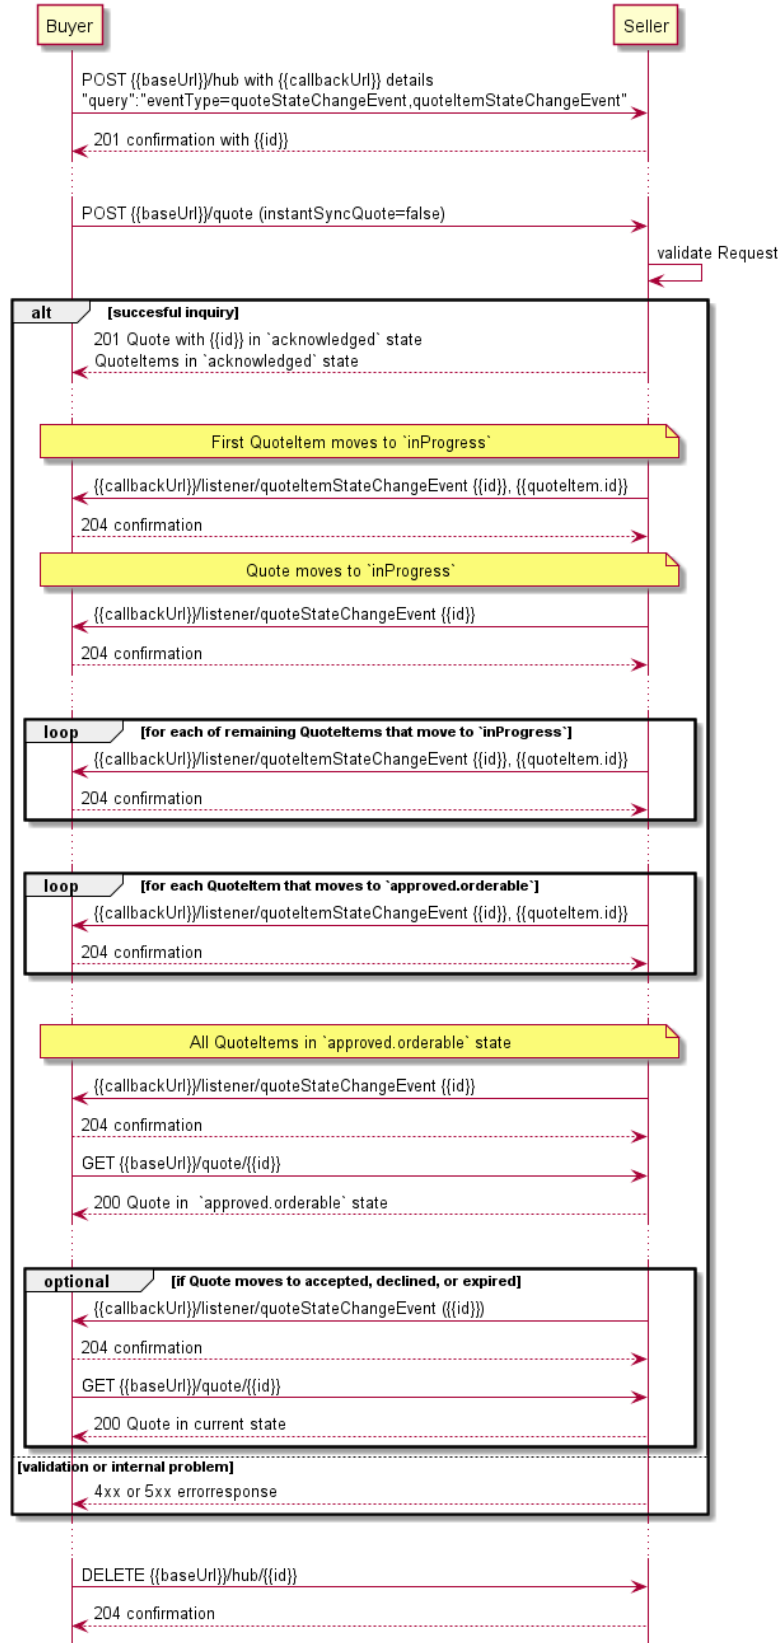 Buyer
Seller
POST {{baseUrl}}/hub with {{callbackUrl}} details
"query":"eventType=quoteStateChangeEvent,quoteItemStateChangeEvent"
201 confirmation with {{id}}
POST {{baseUrl}}/quote (instantSyncQuote=false)
validate Request
alt
[succesful inquiry]
201 Quote with {{id}} in `acknowledged` state
QuoteItems in `acknowledged` state
First QuoteItem moves to `inProgress`
{{callbackUrl}}/listener/quoteItemStateChangeEvent {{id}}, {{quoteItem.id}}
204 confirmation
Quote moves to `inProgress`
{{callbackUrl}}/listener/quoteStateChangeEvent {{id}}
204 confirmation
loop
[for each of remaining QuoteItems that move to `inProgress`]
{{callbackUrl}}/listener/quoteItemStateChangeEvent {{id}}, {{quoteItem.id}}
204 confirmation
loop
[for each QuoteItem that moves to `approved.orderable`]
{{callbackUrl}}/listener/quoteItemStateChangeEvent {{id}}, {{quoteItem.id}}
204 confirmation
All QuoteItems in `approved.orderable` state
{{callbackUrl}}/listener/quoteStateChangeEvent {{id}}
204 confirmation
GET {{baseUrl}}/quote/{{id}}
200 Quote in  `approved.orderable` state
optional
[if Quote moves to accepted, declined, or expired]
{{callbackUrl}}/listener/quoteStateChangeEvent ({{id}})
204 confirmation
GET {{baseUrl}}/quote/{{id}}
200 Quote in current state
[validation or internal problem]
4xx or 5xx errorresponse
DELETE {{baseUrl}}/hub/{{id}}
204 confirmation